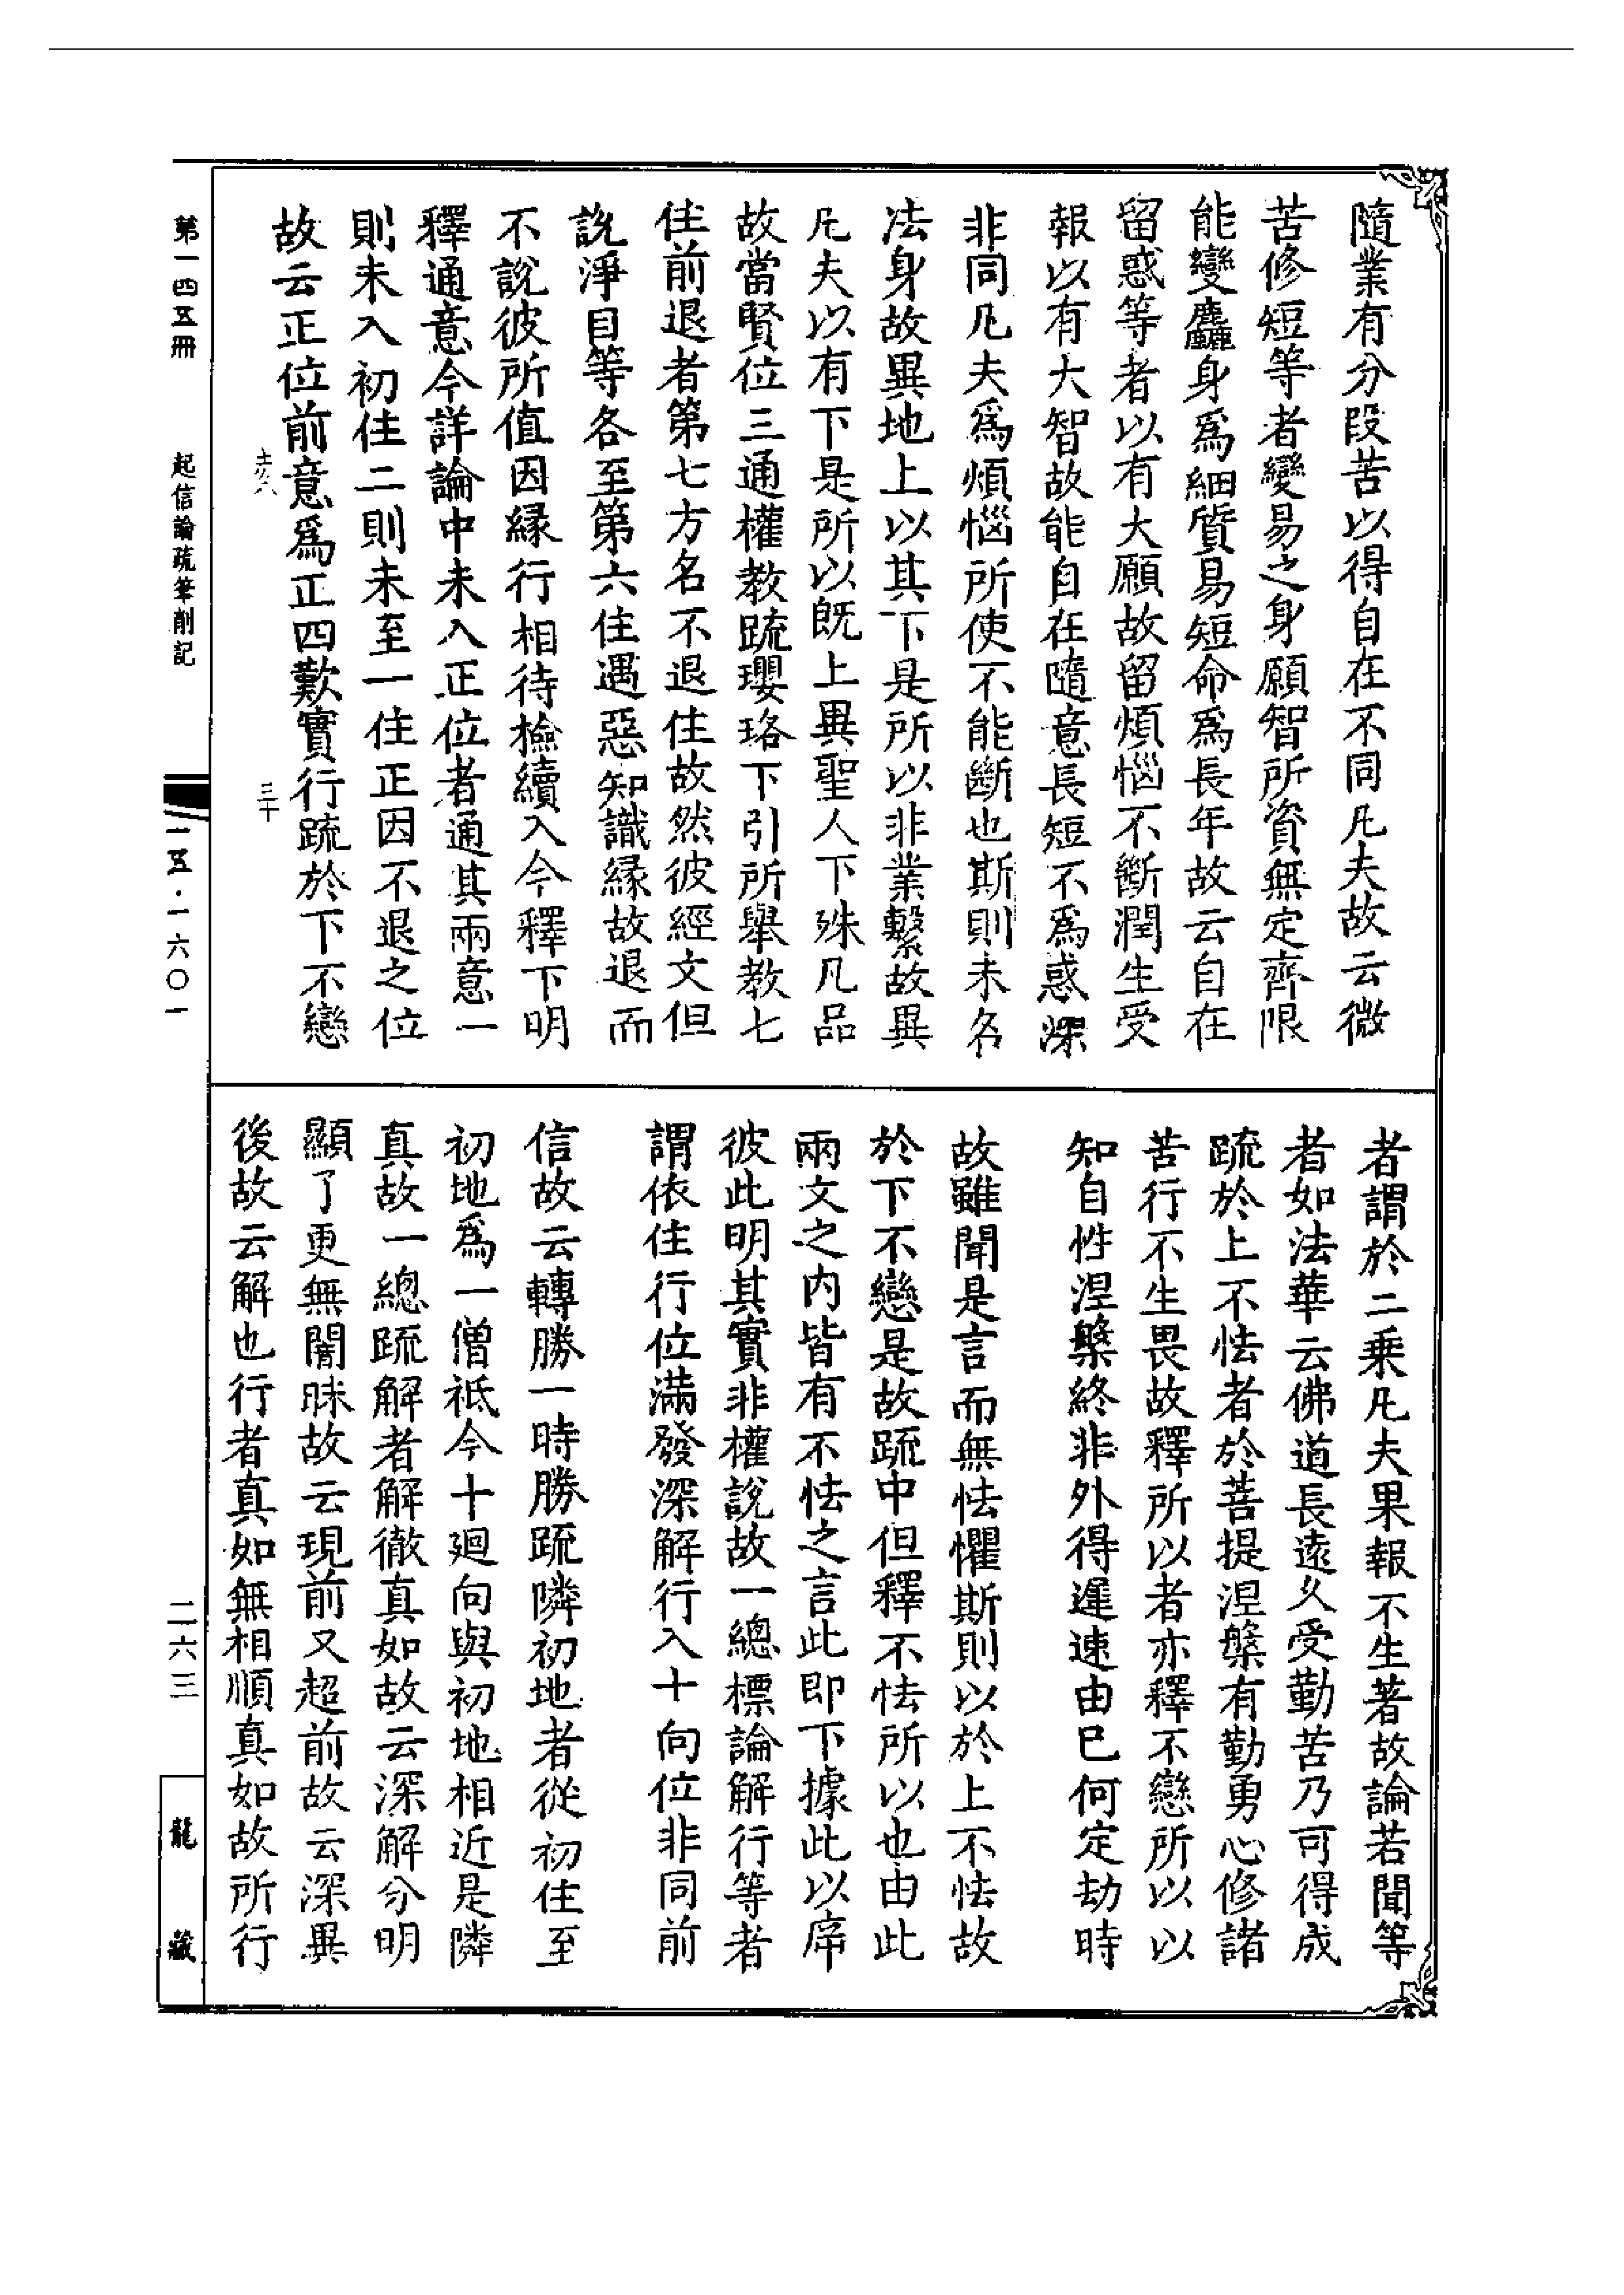 隨業有分段苦以得自在不同凡夫故云微
苦修短等者變易之身願智所資無定齊限
能變麤身爲細質易短命爲長年故云自在
留惑等者以有大願故留煩惱不斷潤生受
報以有大智故能自在隨意長短不爲惑深
非同凡夫爲煩惱所使不能斷也斯則未名
法身故異地上以其下是所以非業繫故異
凡夫以有下是所以旣上異聖人下殊凡品
故當賢位三通權教䟽瓔珞下引所舉教七
住前退者第七方名不退住故然彼經文但
說淨目等各至第六住遇惡知識緣故退而
不說彼所值因緣行相待檢續入今釋下明
釋通意今詳論中未入正位者通其兩意一
則未入初住二則未至一住正因不退之位
故云正位前意爲正四歎實行䟽於下不戀
者謂於二乘凡夫果報不生著故論若聞等
者如法華云佛道長遠久受勤苦乃可得成
䟽於上不怯者於菩提涅槃有勤勇心修諸
苦行不生畏故釋所以者亦釋不戀所以以
知自性涅槃終非外得遲速由已何定劫時
故雖聞是言而無怯懼斯則以於上不怯故
於下不戀是故䟽中但釋不怯所以也由此
兩文之內皆有不怯之言此即下據此以席
彼此明其實非權說故一總標論解行等者
謂依住行位滿發深解行入十向位非同前
信故云轉勝一時勝䟽隣初地者從初住至
初地爲一僧祇今十廻向與初地相近是隣
真故一總䟽解者解徹真如故云深解分明
顯了更無闇昧故云現前又超前故云深異
後故云解也行者真如無相順真如故所行
第一四五冊
起信論疏筆削記
三十
一五·一六〇一
二六三
龍藏